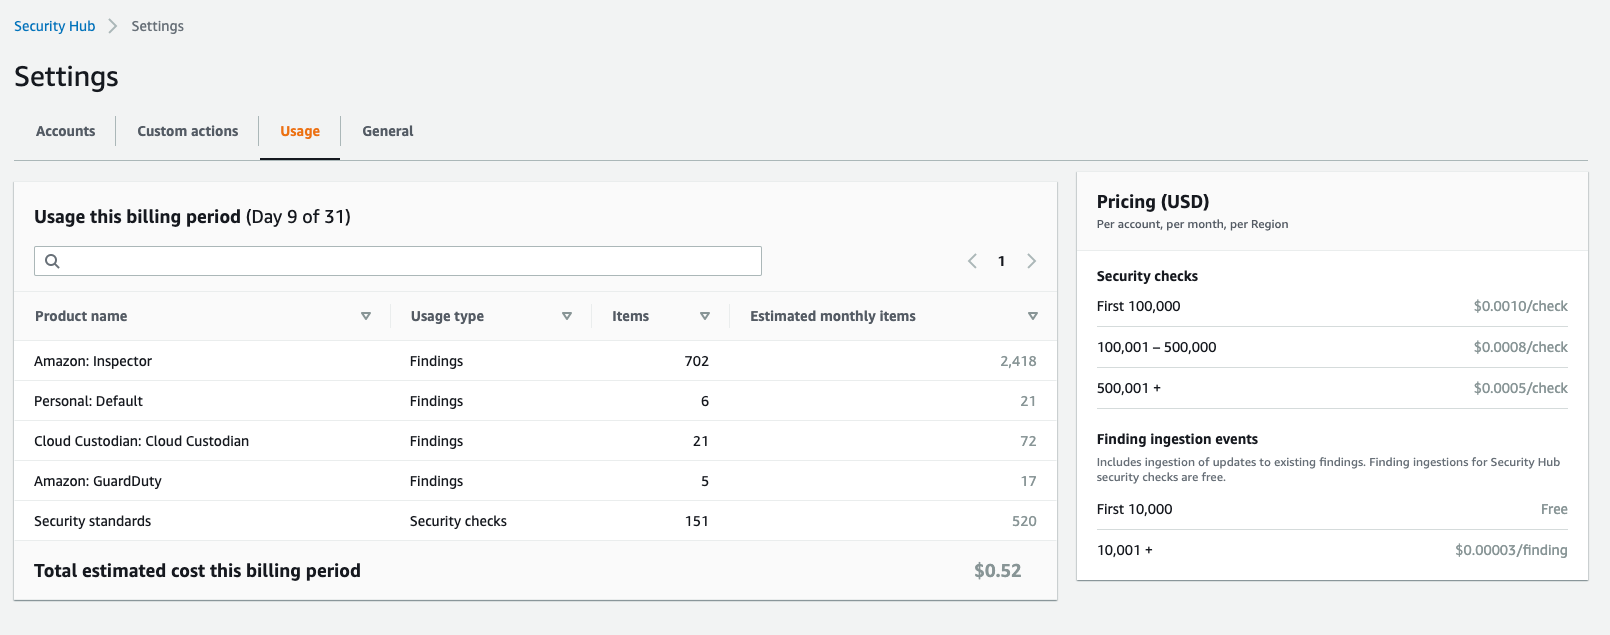 Security Hub > Settings
Settings
Accounts Custom actions Usage General
Usage this billing period (Day 9 of 31)
1
Product name Usage type Items Estimated monthly items
Amazon: Inspector Findings 702 2,418
Personal: Default Findings 6 21
Cloud Custodian: Cloud Custodian Findings 21 72
Amazon: GuardDuty Findings 5 17
Security standards Security checks 151 520
Total estimated cost this billing period $0.52
Pricing (USD)
Per account, per month, per Region
Security checks
First 100,000 $0.0010/check
100,001 – 500,000 $0.0008/check
500,001 + $0.0005/check
Finding ingestion events
Includes ingestion of updates to existing findings. Finding ingestions for Security Hub
security checks are free.
First 10,000 Free
10,001 + $0.00003/finding